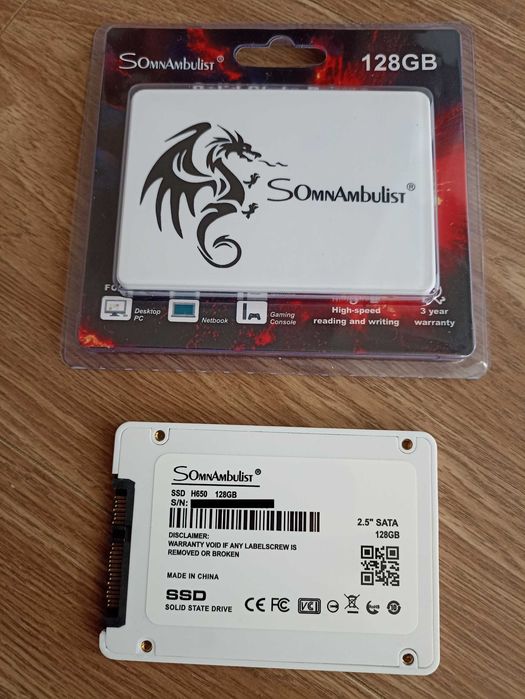 SOMNAMBULIST®
128GB
SOMNAMBULIST®
Desktop
PC
Netbook
Gaming
Console
High-speed
reading and writing
3 year
warranty
SOMNAMBULIST®
SSD H650 128GB
S/N:
2.5" SATA
128GB
DISCLAIMER:
WARRANTY VOID IF ANY LABELSCREW IS
REMOVED OR BROKEN
MADE IN CHINA
SSD
SOLID STATE DRIVE
CE FC VCI
RoHS